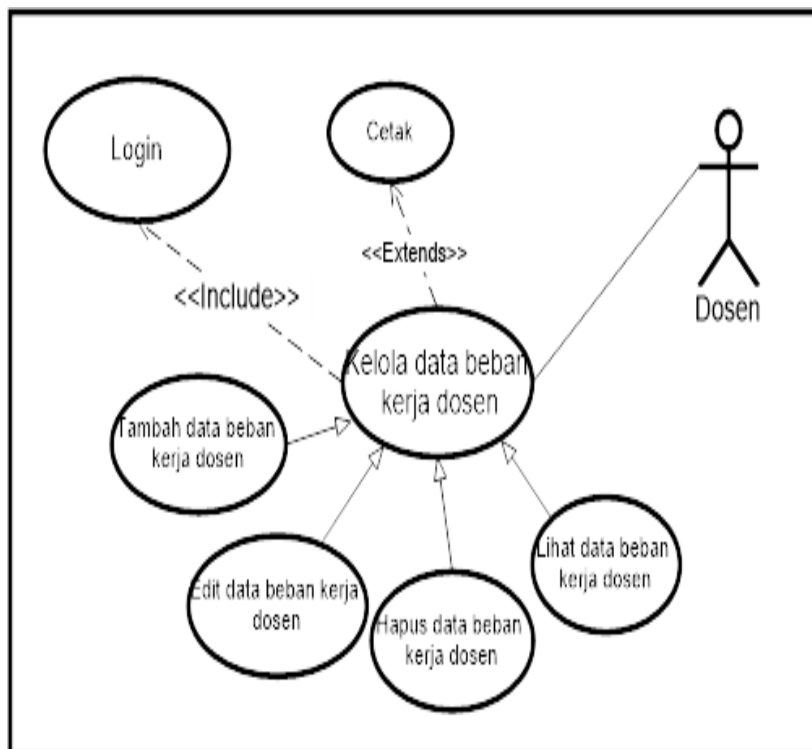 Login
Cetak
<<Extends>>
<<Include>>
Dosen
Kelola data beban
kerja dosen
Tambah data beban
kerja dosen
Edit data beban kerja
dosen
Hapus data beban
kerja dosen
Lihat data beban
kerja dosen